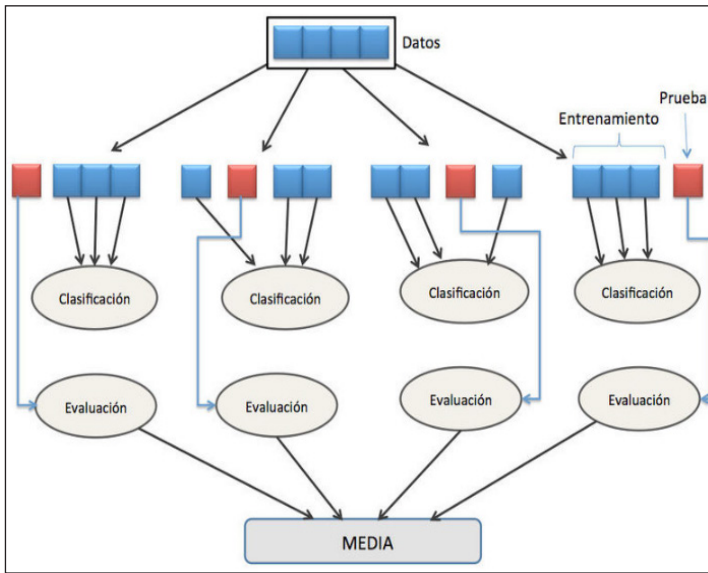 Datos
Prueba
Entrenamiento
Clasificación
Clasificación
Clasificación
Clasificación
Evaluación
Evaluación
Evaluación
Evaluación
MEDIA